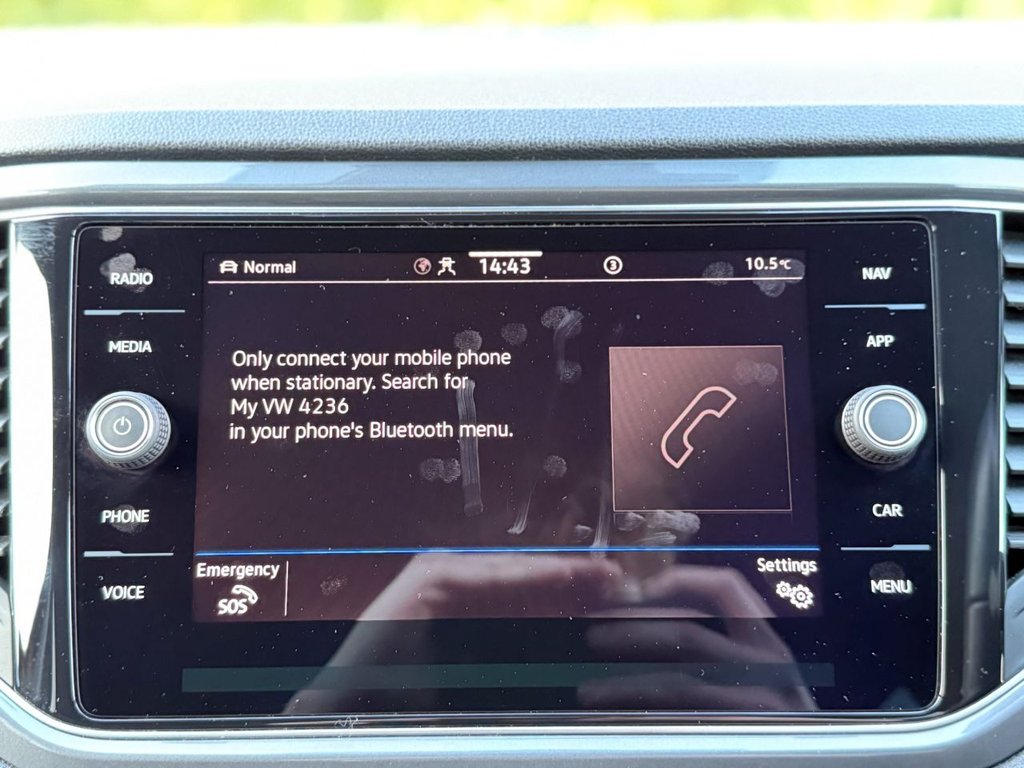 RADIO
MEDIA
PHONE
VOICE
Normal
14:43
3
10.5°C
Only connect your mobile phone
when stationary. Search for
My VW 4236
in your phone's Bluetooth menu.
Emergency
SOS
Settings
NAV
APP
CAR
MENU